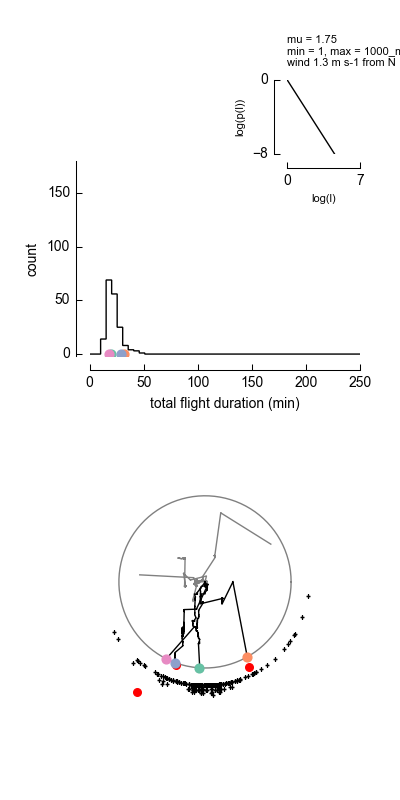 mu = 1.75
min = 1, max = 1000_m
wind 1.3 m s-1 from N
0
log(p(l))
−8
0
7
log(l)
150
100
count
50
0
0
50
100
150
200
250
total flight duration (min)